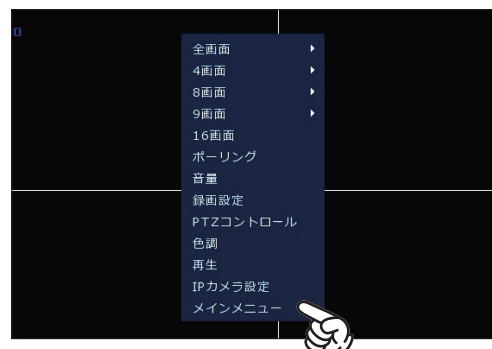 全画面
4画面
8画面
9画面
16画面
ポーリング
音量
録画設定
PTZコントロール
色調
再生
IPカメラ設定
メインメニュー